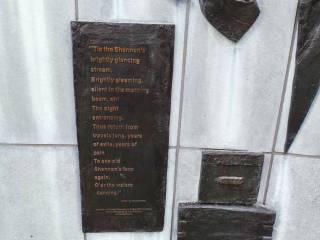 "'Tis the Shannon's
brightly glancing
stream,
Brightly gleaming,
silent in the morning
beam, oh!
The sight
entrancing,
Thus return from
travels long, years
of exile, years of
pain
To see old
Shannon's face
again,
O'er the waters
dancing."